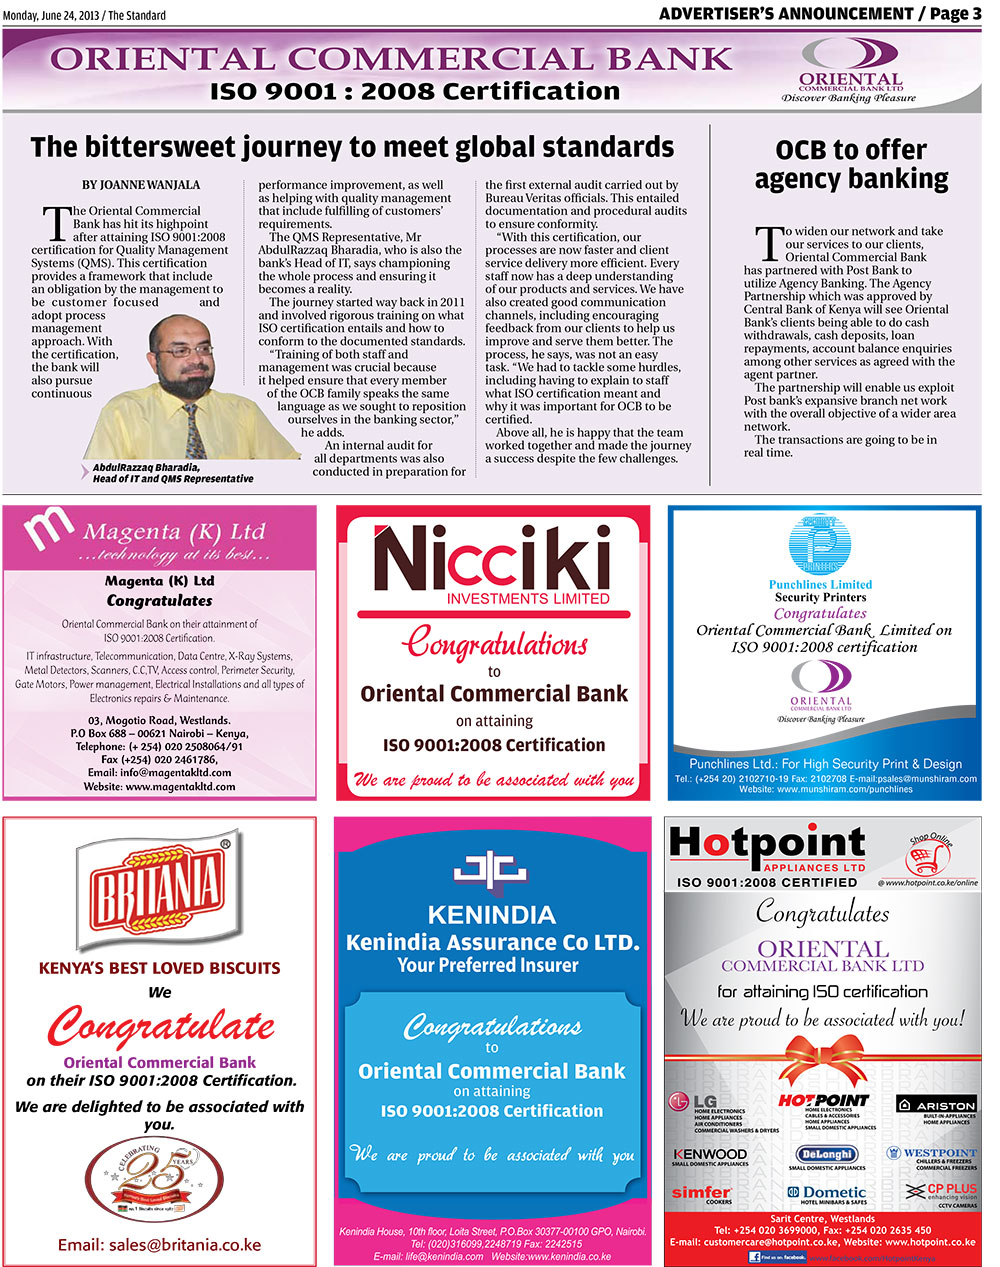 Monday, June 24, 2013 / The Standard
ADVERTISER'S ANNOUNCEMENT / Page 3
ORIENTAL COMMERCIAL BANK
ISO 9001 : 2008 Certification
ORIENTAL
COMMERCIAL BANK LTD
Discover Banking Pleasure
The bittersweet journey to meet global standards
BY JOANNE WANJALA
The Oriental Commercial
Bank has hit its highpoint
after attaining ISO 9001:2008
certification for Quality Management
Systems (QMS). This certification
provides a framework that include
an obligation by the management to
be customer focused and
adopt process
management
approach. With
the certification,
the bank will
also pursue
continuous
AbdulRazzaq Bharadia,
Head of IT and QMS Representative
performance improvement, as well
as helping with quality management
that include fulfilling of customers'
requirements.
The QMS Representative, Mr
AbdulRazzaq Bharadia, who is also the
bank's Head of IT, says championing
the whole process and ensuring it
becomes a reality.
The journey started way back in 2011
and involved rigorous training on what
ISO certification entails and how to
conform to the documented standards.
"Training of both staff and
management was crucial because
it helped ensure that every member
of the OCB family speaks the same
language as we sought to reposition
ourselves in the banking sector,"
he adds.
An internal audit for
all departments was also
conducted in preparation for
the first external audit carried out by
Bureau Veritas officials. This entailed
documentation and procedural audits
to ensure conformity.
"With this certification, our
processes are now faster and client
service delivery more efficient. Every
staff now has a deep understanding
of our products and services. We have
also created good communication
channels, including encouraging
feedback from our clients to help us
improve and serve them better. The
process, he says, was not an easy
task. "We had to tackle some hurdles,
including having to explain to staff
what ISO certification meant and
why it was important for OCB to be
certified.
Above all, he is happy that the team
worked together and made the journey
a success despite the few challenges.
OCB to offer
agency banking
To widen our network and take
our services to our clients,
Oriental Commercial Bank
has partnered with Post Bank to
utilize Agency Banking. The Agency
Partnership which was approved by
Central Bank of Kenya will see Oriental
Bank's clients being able to do cash
withdrawals, cash deposits, loan
repayments, account balance enquiries
among other services as agreed with the
agent partner.
The partnership will enable us exploit
Post bank's expansive branch net work
with the overall objective of a wider area
network.
The transactions are going to be in
real time.
m Magenta (K) Ltd
...technology at its best...
Magenta (K) Ltd
Congratulates
Oriental Commercial Bank on their attainment of
ISO 9001:2008 Certification.
IT infrastructure, Telecommunication, Data Centre, X-Ray Systems,
Metal Detectors, Scanners, C.C,TV, Access control, Perimeter Security,
Gate Motors, Power management, Electrical Installations and all types of
Electronics repairs & Maintenance.
03, Mogotio Road, Westlands.
P.O Box 688 – 00621 Nairobi – Kenya,
Telephone: (+ 254) 020 2508064/91
Fax (+254) 020 2461786,
Email: info@magentakltd.com
Website: www.magentakltd.com
Nicciki
INVESTMENTS LIMITED
Congratulations
to
Oriental Commercial Bank
on attaining
ISO 9001:2008 Certification
We are proud to be associated with you
SECURITY
P
PRINTERS
Punchlines Limited
Security Printers
Congratulates
Oriental Commercial Bank Limited on
ISO 9001:2008 certification
ORIENTAL
COMMERCIAL BANK LTD
Discover Banking Pleasure
Punchlines Ltd.: For High Security Print & Design
Tel.: (+254 20) 2102710-19 Fax: 2102708 E-mail:psales@munshiram.com
Website: www.munshiram.com/punchlines
BRITANIA ®
KENYA'S BEST LOVED BISCUITS
We
Congratulate
Oriental Commercial Bank
on their ISO 9001:2008 Certification.
We are delighted to be associated with
you.
CELEBRATING
25 YEARS
Email: sales@britania.co.ke
KENINDIA
Kenindia Assurance Co LTD.
Your Preferred Insurer
Congratulations
to
Oriental Commercial Bank
on attaining
ISO 9001:2008 Certification
We are proud to be associated with you
Kenindia House, 10th floor, Loita Street, P.O.Box 30377-00100 GPO, Nairobi.
Tel: (020)316099,2248719 Fax: 2242515
E-mail: life@kenindia.com Website:www.kenindia.co.ke
Hotpoint
APPLIANCES LTD
ISO 9001:2008 CERTIFIED
Shop Online
@ www.hotpoint.co.ke/online
Congratulates
ORIENTAL
COMMERCIAL BANK LTD
for attaining ISO certification
We are proud to be associated with you!
LG
HOME ELECTRONICS
HOME APPLIANCES
AIR CONDITIONERS
COMMERCIAL WASHERS & DRYERS
HOTPOINT
HOME ELECTRONICS
CABLES & ACCESSORIES
HOME APPLIANCES
SMALL DOMESTIC APPLIANCES
ARISTON
BUILT-IN-APPLIANCES
HOME APPLIANCES
KENWOOD
SMALL DOMESTIC APPLIANCES
DeLonghi
SMALL DOMESTIC APPLIANCES
WESTPOINT
CHILLERS & FREEZERS
COMMERCIAL FREEZERS
simfer
COOKERS
Dometic
HOTEL MINIBARS & SAFES
CP PLUS
enhancing vision
CCTV CAMERAS
Sarit Centre, Westlands
Tel: +254 020 3699000, Fax: +254 020 2635 450
E-mail: customercare@hotpoint.co.ke, Website: www.hotpoint.co.ke
f Find us on: facebook.